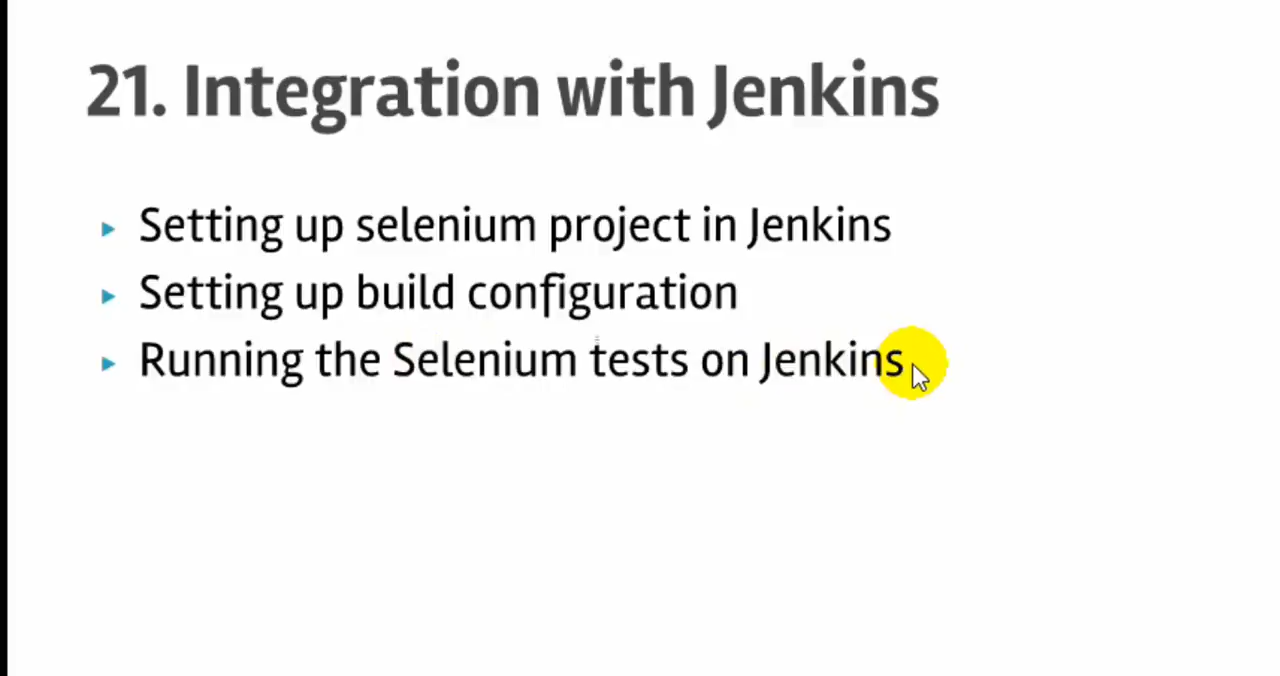 21. Integration with Jenkins
Setting up selenium project in Jenkins
Setting up build configuration
Running the Selenium tests on Jenkins